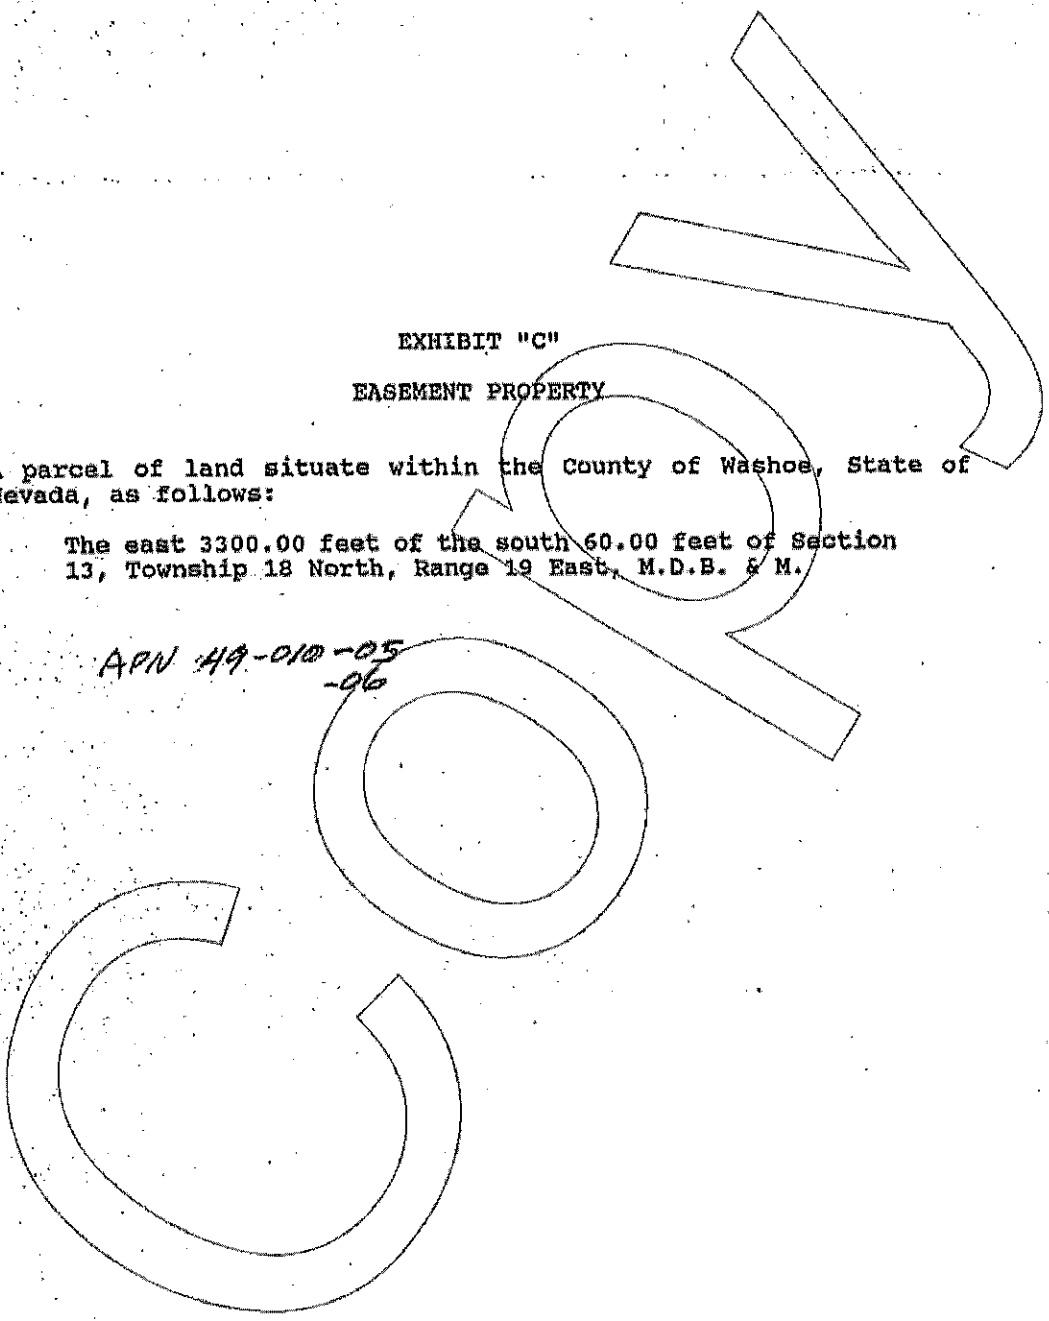 EXHIBIT "C"
EASEMENT PROPERTY
parcel of land situate within the County of Washoe, State of
Nevada, as follows:
The east 3300.00 feet of the south 60.00 feet of Section
13, Township 18 North, Range 19 East, M.D.B. & M.
APN 49-010-05
-06
Copy